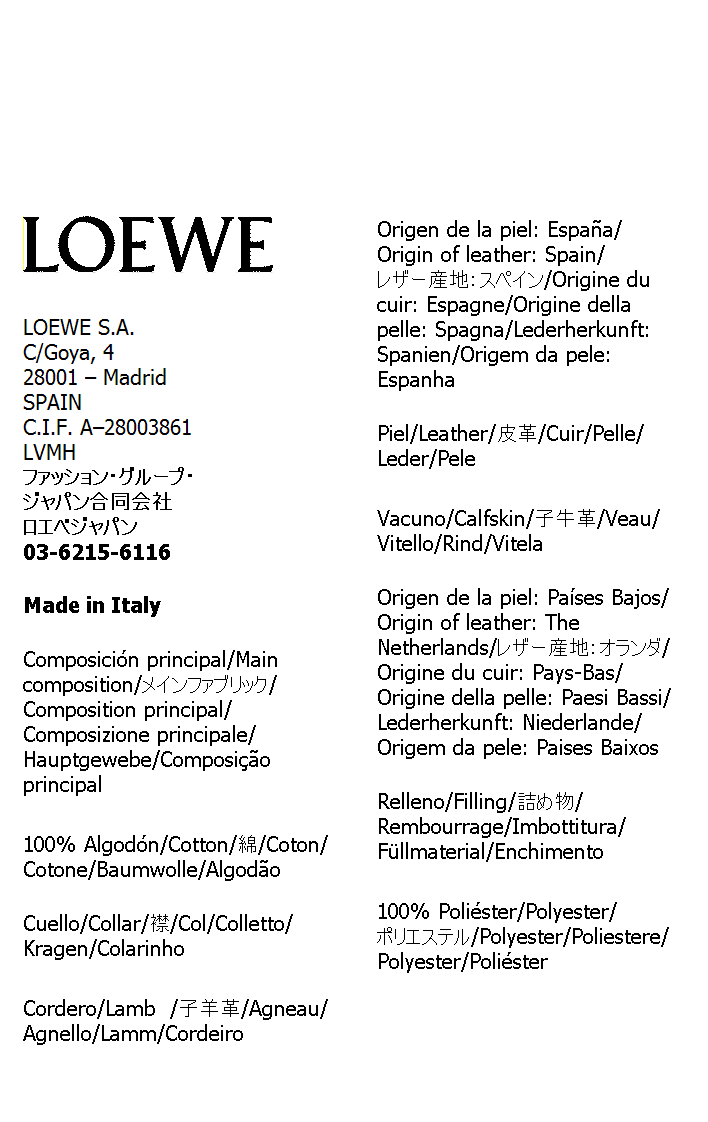 LOEWE
LOEWE S.A.
C/Goya, 4
28001 – Madrid
SPAIN
C.I.F. A–28003861
LVMH
ファッション・グループ・
ジャパン合同会社
ロエベジャパン
03-6215-6116
Made in Italy
Composición principal/Main
composition/メインファブリック/
Composition principal/
Composizione principale/
Hauptgewebe/Composição
principal
100% Algodón/Cotton/綿/Coton/
Cotone/Baumwolle/Algodão
Cuello/Collar/襟/Col/Colletto/
Kragen/Colarinho
Cordero/Lamb /子羊革/Agneau/
Agnello/Lamm/Cordeiro
Origen de la piel: España/
Origin of leather: Spain/
レザー産地：スペイン/Origine du
cuir: Espagne/Origine della
pelle: Spagna/Lederherkunft:
Spanien/Origem da pele:
Espanha
Piel/Leather/皮革/Cuir/Pelle/
Leder/Pele
Vacuno/Calfskin/子牛革/Veau/
Vitello/Rind/Vitela
Origen de la piel: Países Bajos/
Origin of leather: The
Netherlands/レザー産地：オランダ/
Origine du cuir: Pays-Bas/
Origine della pelle: Paesi Bassi/
Lederherkunft: Niederlande/
Origem da pele: Paises Baixos
Relleno/Filling/詰め物/
Rembourrage/Imbottitura/
Füllmaterial/Enchimento
100% Poliéster/Polyester/
ポリエステル/Polyester/Poliestere/
Polyester/Poliéster